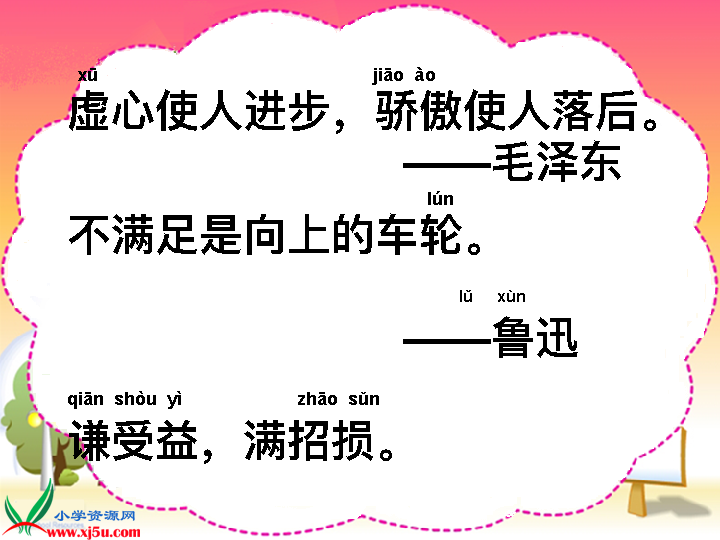 xū jiāo ào
虚心使人进步，骄傲使人落后。
——毛泽东
lún
不满足是向上的车轮。
lǔ xùn
——鲁迅
qiān shòu yì zhāo sǔn
谦受益，满招损。
小学资源网
www.xj5u.com